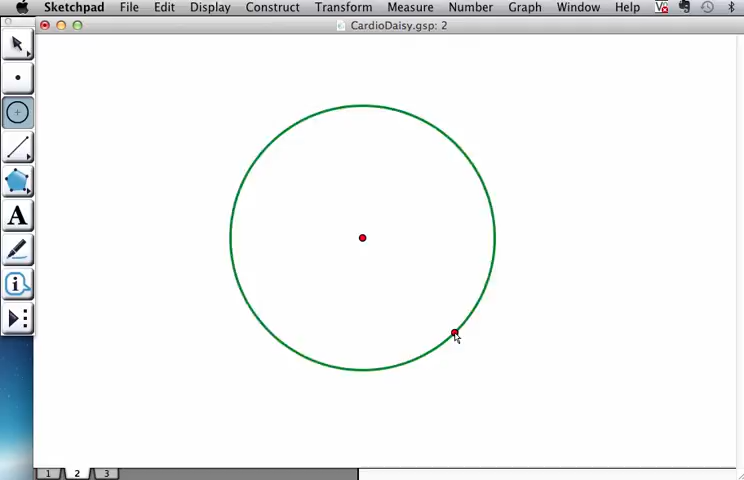 Sketchpad File Edit Display Construct Transform Measure Number Graph Window Help
CardioDaisy.gsp: 2
A
i
1 2 3